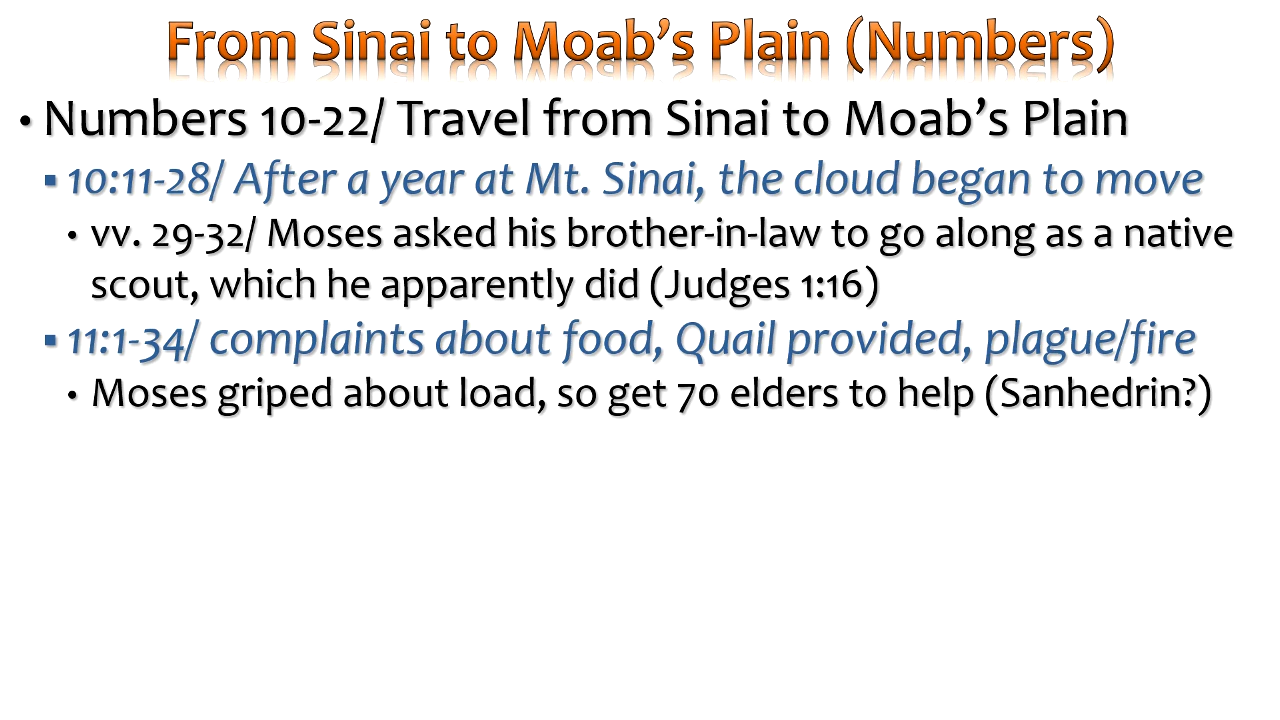 From Sinai to Moab’s Plain (Numbers)
• Numbers 10-22/ Travel from Sinai to Moab’s Plain
▪ 10:11-28/ After a year at Mt. Sinai, the cloud began to move
• vv. 29-32/ Moses asked his brother-in-law to go along as a native
scout, which he apparently did (Judges 1:16)
▪ 11:1-34/ complaints about food, Quail provided, plague/fire
• Moses griped about load, so get 70 elders to help (Sanhedrin?)